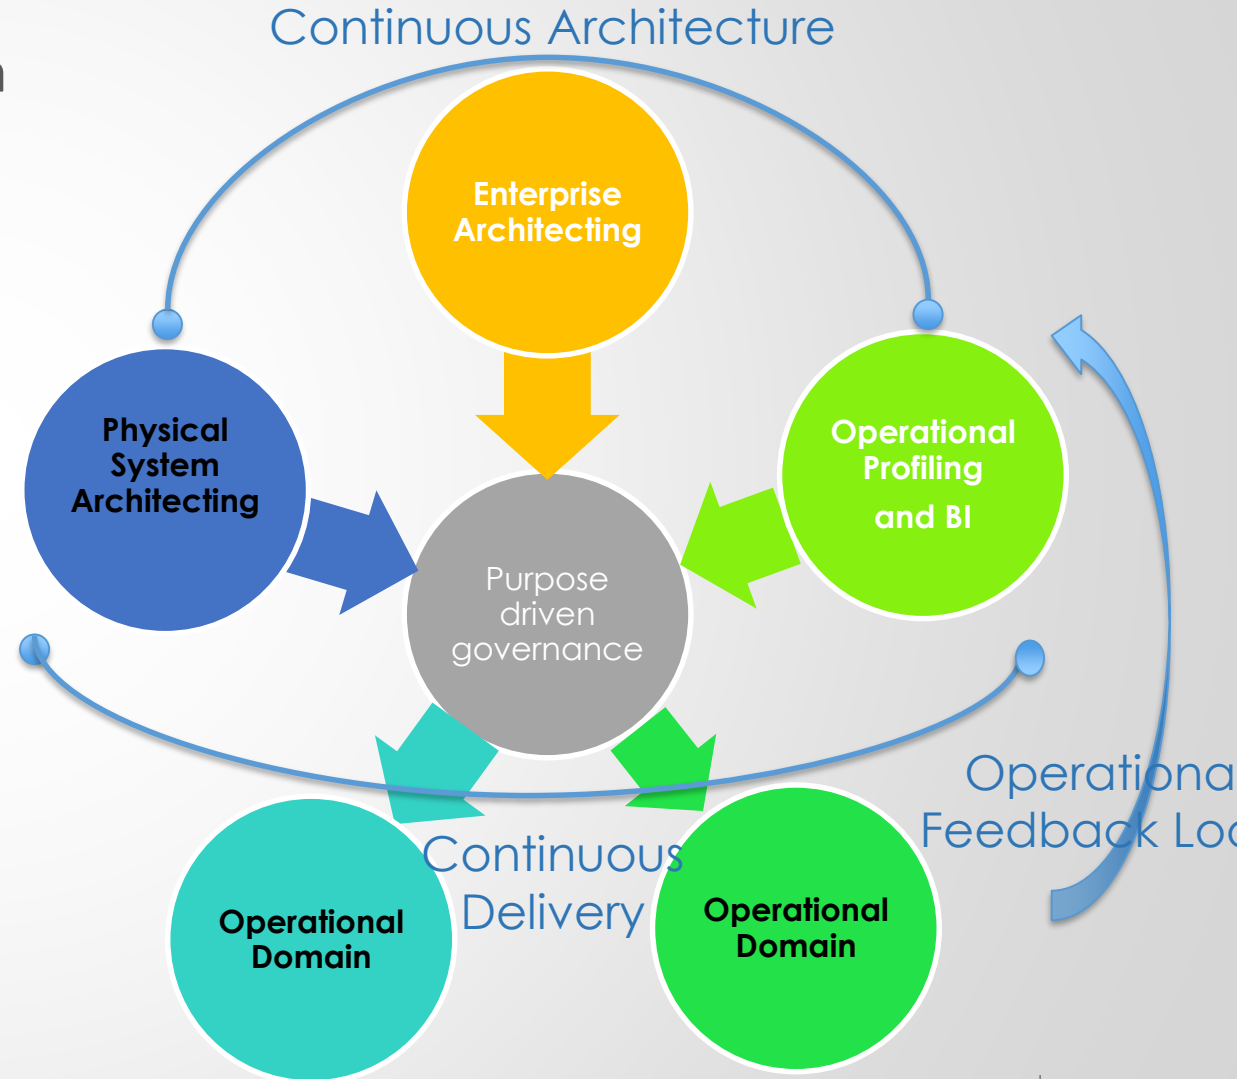 Continuous Architecture
Enterprise
Architecting
Physical
System
Architecting
Operational
Profiling
and BI
Purpose
driven
governance
Operationa
Feedback Loo
Continuous
Delivery
Operational
Domain
Operational
Domain